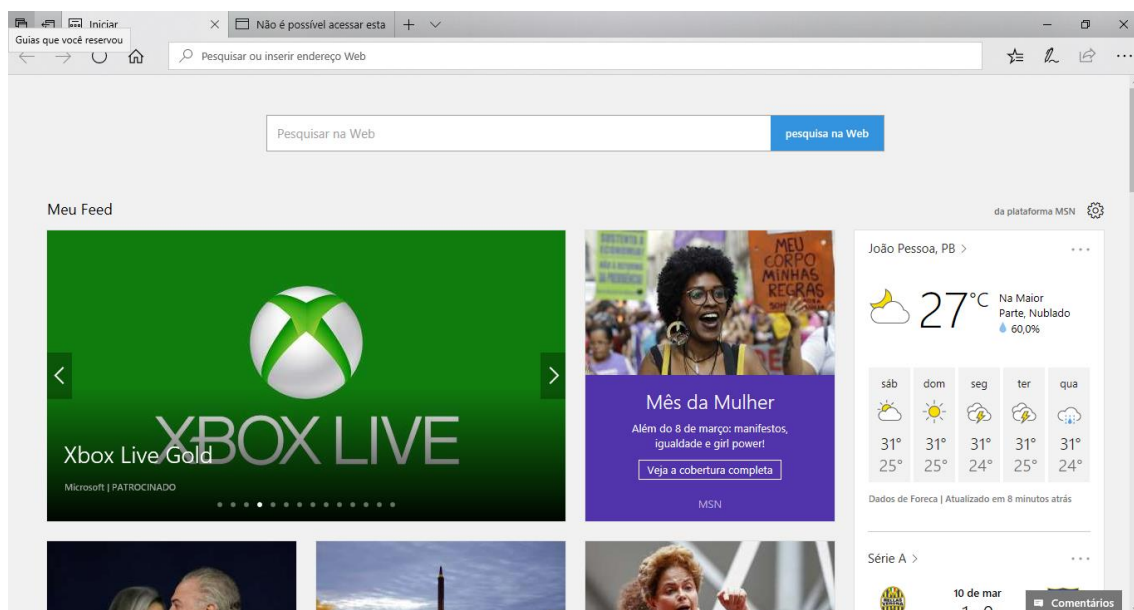 Iniciar
Não é possível acessar esta
Guias que você reservou
Pesquisar ou inserir endereço Web
Pesquisar na Web
pesquisa na Web
Meu Feed
da plataforma MSN
XBOX LIVE
Xbox Live Gold
Microsoft | PATROCINADO
MEU
CORPO
MINHAS
REGRAS
Mês da Mulher
Além do 8 de março: manifestos,
igualdade e girl power!
Veja a cobertura completa
MSN
João Pessoa, PB >
27°C
Na Maior
Parte, Nublado
60,0%
sáb dom seg ter qua
31° 31° 31° 31° 31°
25° 25° 24° 25° 24°
Dados de Foreca | Atualizado em 8 minutos atrás
Série A >
10 de mar
Comentários